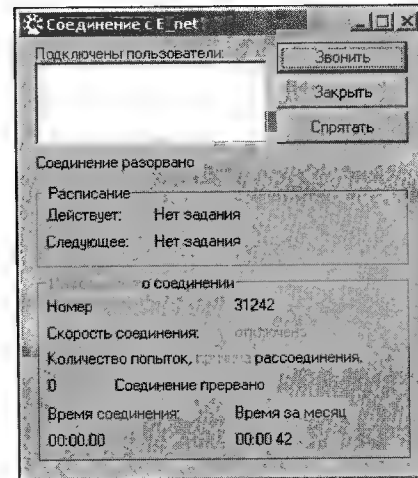 Соединение с E_net
Подключены пользователи:
Звонить
Закрыть
Спрятать
Соединение разорвано
Расписание
Действует: Нет задания
Следующее: Нет задания
о соединении
Номер 31242
Скорость соединения:
Количество попыток, рассоединения.
0 Соединение прервано
Время соединения: Время за месяц
00:00.00 00:00 42